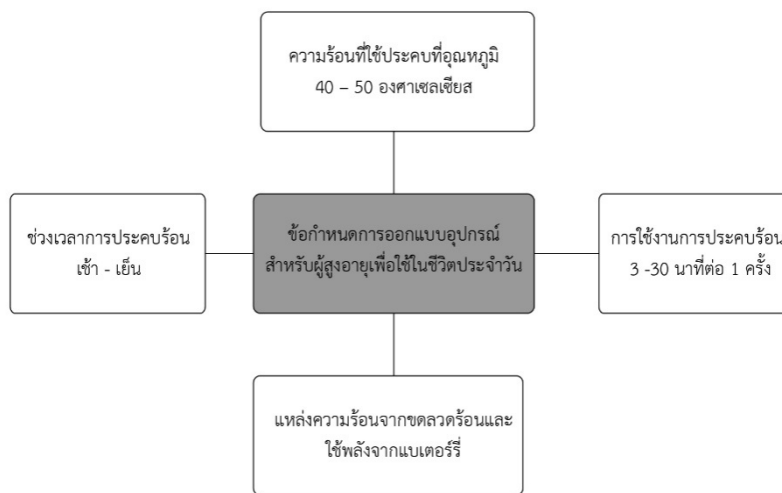 ความร้อนที่ใช้ประคบที่อุณหภูมิ
40 – 50 องศาเซลเซียส
ช่วงเวลาการประคบร้อน
เช้า - เย็น
ข้อกำหนดการออกแบบอุปกรณ์
สำหรับผู้สูงอายุเพื่อใช้ในชีวิตประจำวัน
การใช้งานการประคบร้อน
3 -30 นาทีต่อ 1 ครั้ง
แหล่งความร้อนจากขดลวดร้อนและ
ใช้พลังจากแบเตอร์รี่